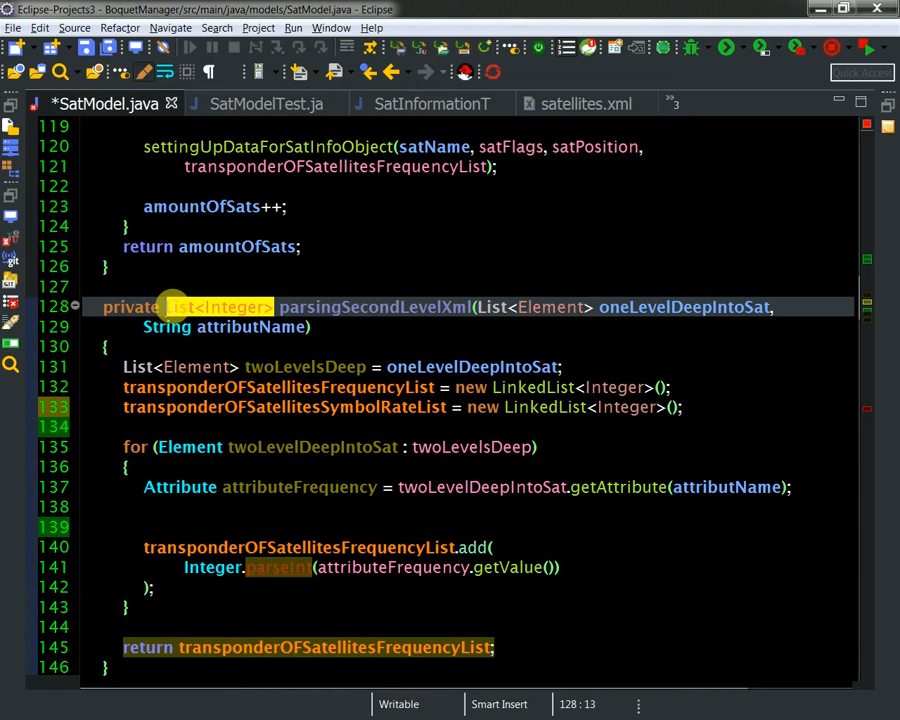 Eclipse-Projects3 - BoquetManager/src/main/java/models/SatModel.java - Eclipse
File Edit Source Refactor Navigate Search Project Run Window Help
Quick Access
*SatModel.java SatModelTest.ja SatInformationT satellites.xml »3
119
120 settingUpDataForSatInfoObject(satName, satFlags, satPosition,
121 transponderOFSatellitesFrequencyList);
122
123 amountOfSats++;
124 }
125 return amountOfSats;
126 }
127
128 private List<Integer> parsingSecondLevelXml(List<Element> oneLevelDeepIntoSat,
129 String attributName)
130 {
131 List<Element> twoLevelsDeep = oneLevelDeepIntoSat;
132 transponderOFSatellitesFrequencyList = new LinkedList<Integer>();
133 transponderOFSatellitesSymbolRateList = new LinkedList<Integer>();
134
135 for (Element twoLevelDeepIntoSat : twoLevelsDeep)
136 {
137 Attribute attributeFrequency = twoLevelDeepIntoSat.getAttribute(attributName);
138
139
140 transponderOFSatellitesFrequencyList.add(
141 Integer.parseInt(attributeFrequency.getValue())
142 );
143 }
144
145 return transponderOFSatellitesFrequencyList;
146 }
Writable Smart Insert 128 : 13